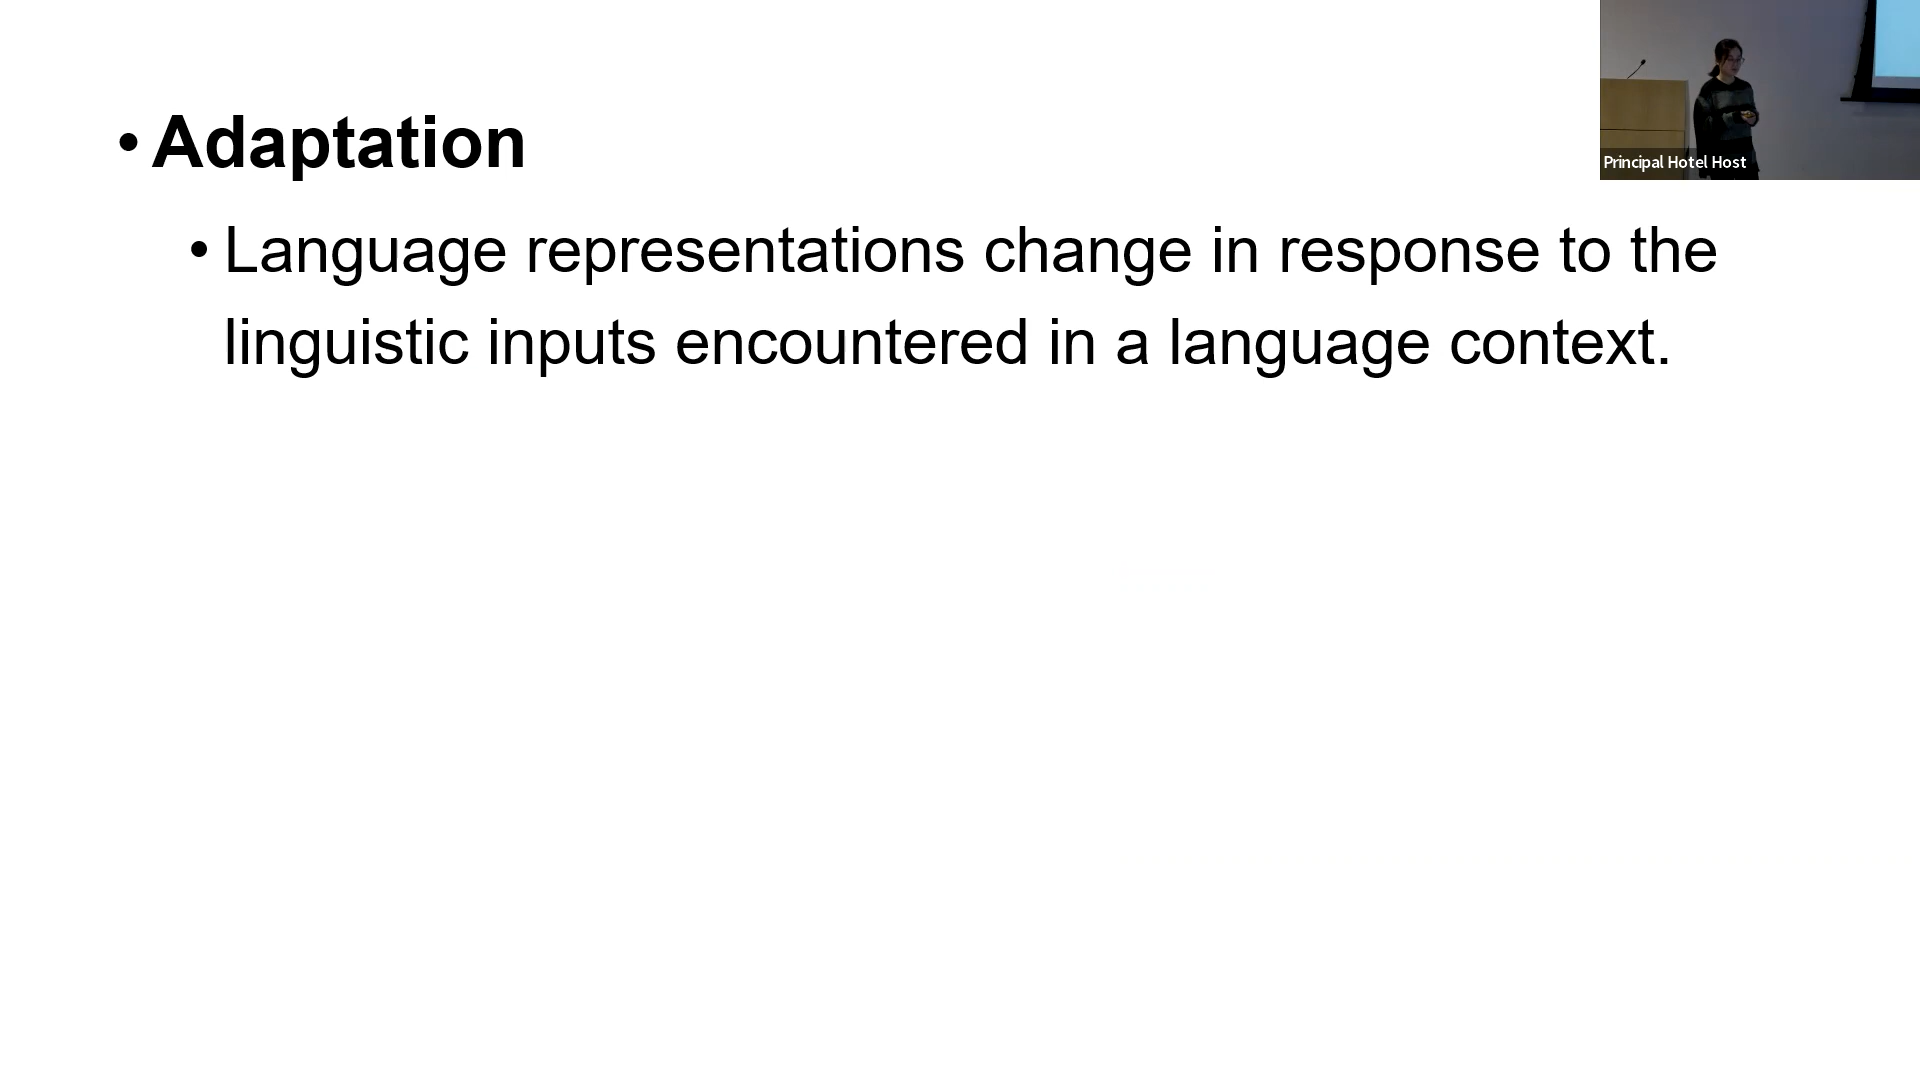 • Adaptation
• Language representations change in response to the
linguistic inputs encountered in a language context.
Principal Hotel Host